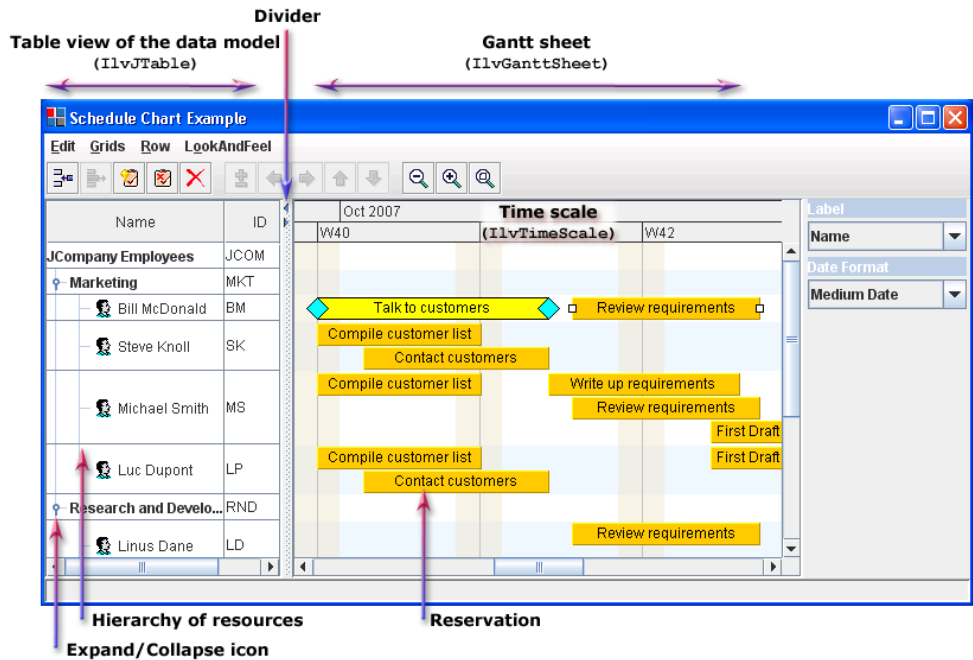 Divider
Table view of the data model
(IlvJTable)
Gantt sheet
(IlvGanttSheet)
Schedule Chart Example
Edit Grids Row LookAndFeel
Name
ID
Oct 2007
Time scale
W40
(IlvTimeScale)
W42
Label
Name
Date Format
Medium Date
JCompany Employees JCOM
Marketing MKT
Bill McDonald BM
Talk to customers
Review requirements
Steve Knoll SK
Compile customer list
Contact customers
Michael Smith MS
Compile customer list
Write up requirements
Review requirements
First Draft
Luc Dupont LP
Compile customer list
First Draft
Contact customers
Research and Develo... RND
Linus Dane LD
Review requirements
Hierarchy of resources
Reservation
Expand/Collapse icon